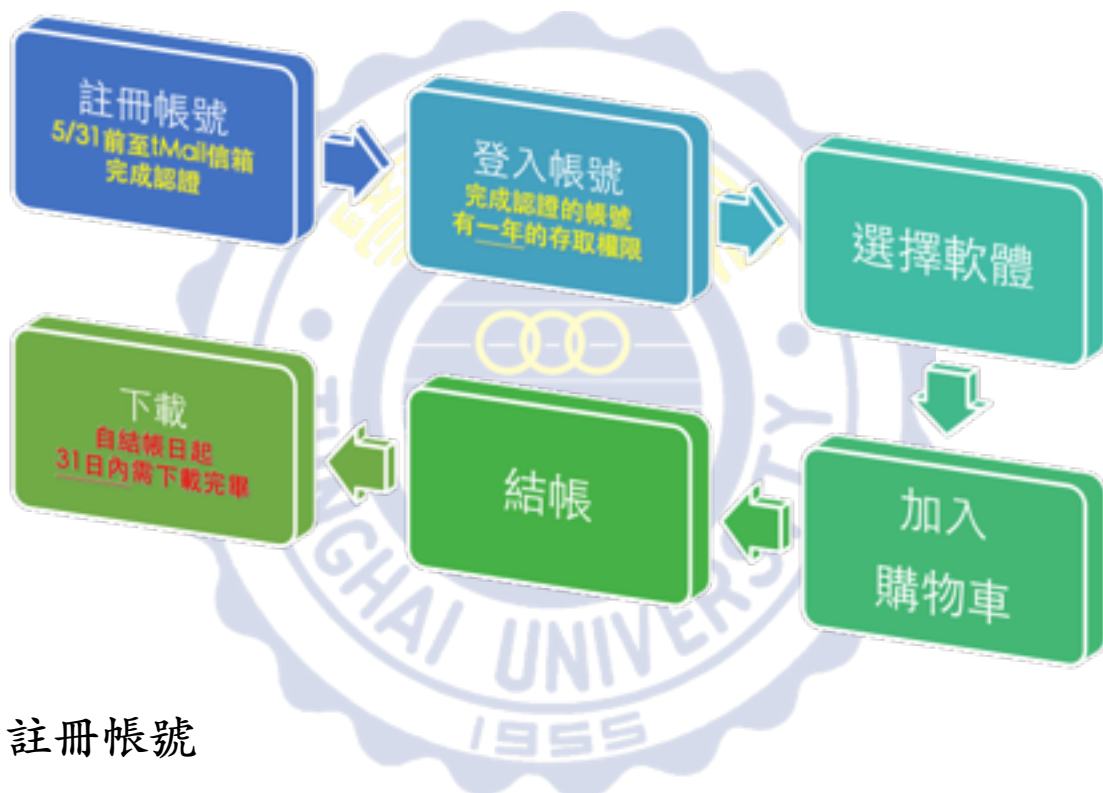 註冊帳號
5/31前至tMail信箱
完成認證
登入帳號
完成認證的帳號
有一年的存取權限
選擇軟體
加入
購物車
結帳
下載
自結帳日起
31日內需下載完畢
GHAI UNIVERSITY
1955
註冊帳號